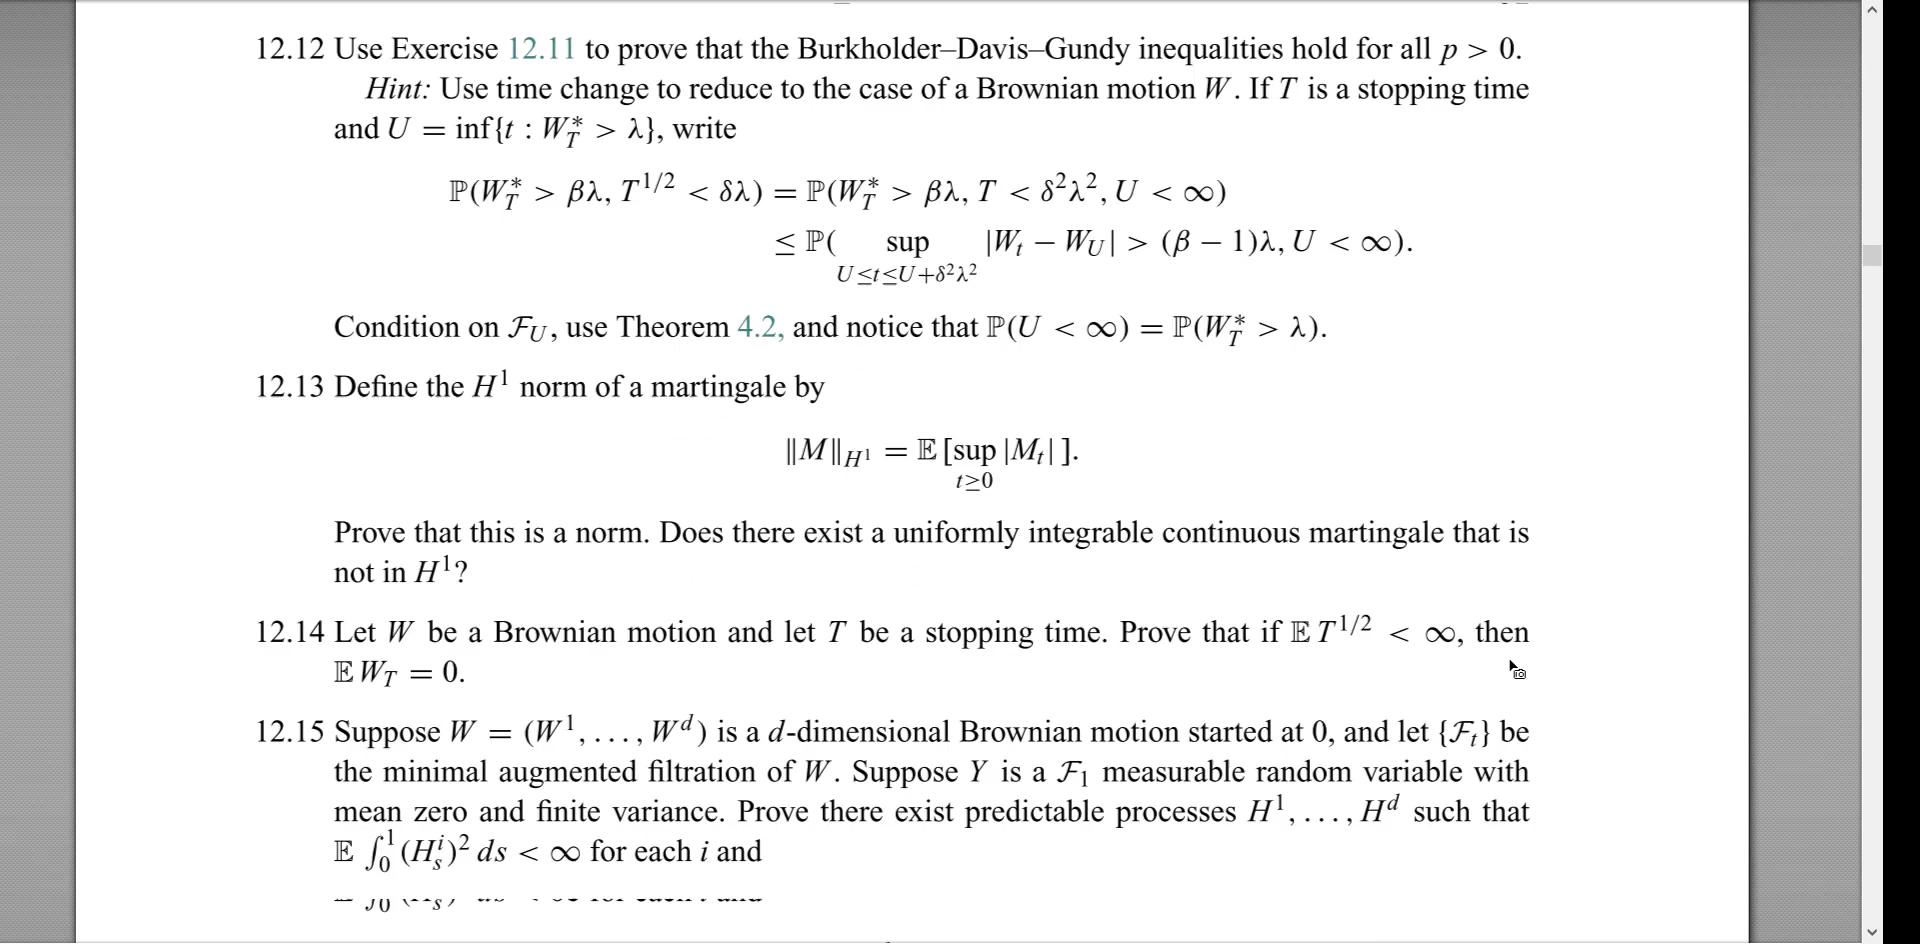 12.12 Use Exercise 12.11 to prove that the Burkholder–Davis–Gundy inequalities hold for all p > 0.
Hint: Use time change to reduce to the case of a Brownian motion W. If T is a stopping time
and U = inf{t : W_T^* > λ}, write
ℙ(W_T^* > βλ, T^{1/2} < δλ) = ℙ(W_T^* > βλ, T < δ²λ², U < ∞)
≤ ℙ( sup_{U≤t≤U+δ²λ²} |W_t − W_U| > (β − 1)λ, U < ∞).
Condition on ℱ_U, use Theorem 4.2, and notice that ℙ(U < ∞) = ℙ(W_T^* > λ).
12.13 Define the H¹ norm of a martingale by
‖M‖_{H¹} = 𝔼 [sup_{t≥0} |M_t| ].
Prove that this is a norm. Does there exist a uniformly integrable continuous martingale that is
not in H¹?
12.14 Let W be a Brownian motion and let T be a stopping time. Prove that if 𝔼 T^{1/2} < ∞, then
𝔼 W_T = 0.
12.15 Suppose W = (W¹, . . . , W^d) is a d-dimensional Brownian motion started at 0, and let {ℱ_t} be
the minimal augmented filtration of W. Suppose Y is a ℱ₁ measurable random variable with
mean zero and finite variance. Prove there exist predictable processes H¹, . . . , H^d such that
𝔼 ∫₀¹ (H_s^i)² ds < ∞ for each i and